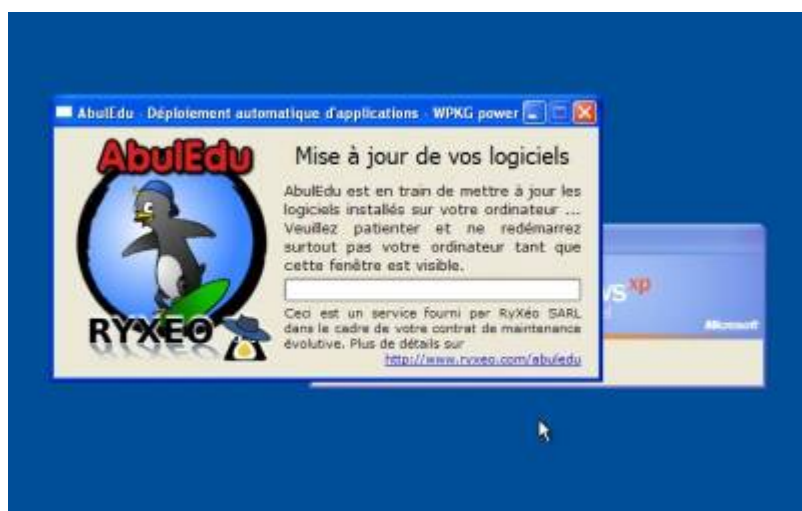 AbulEdu - Déploiement automatique d'applications - WPKG power
AbulEdu
RYXEO
Mise à jour de vos logiciels
AbulEdu est en train de mettre à jour les
logiciels installés sur votre ordinateur ...
Veuillez patienter et ne redémarrez
surtout pas votre ordinateur tant que
cette fenêtre est visible.
Ceci est un service fourni par RyXéo SARL
dans le cadre de votre contrat de maintenance
évolutive. Plus de détails sur
http://www.ryxeo.com/abuledu
xp
Microsoft